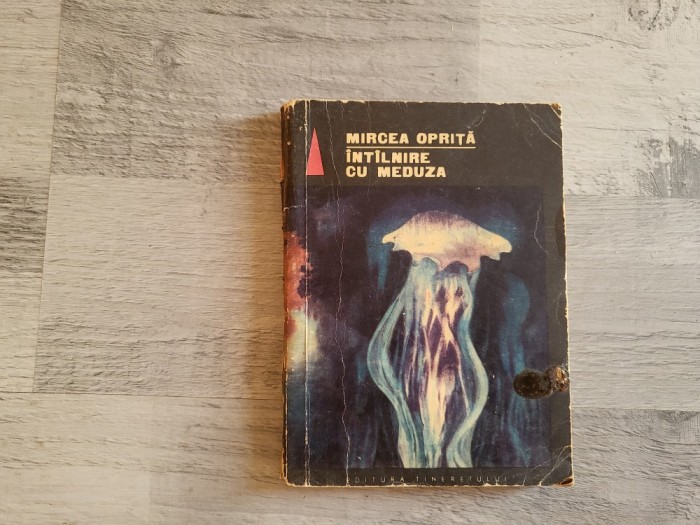 MIRCEA OPRIȚĂ
ÎNTÎLNIRE
CU MEDUZA
EDITURA TINERETULUI